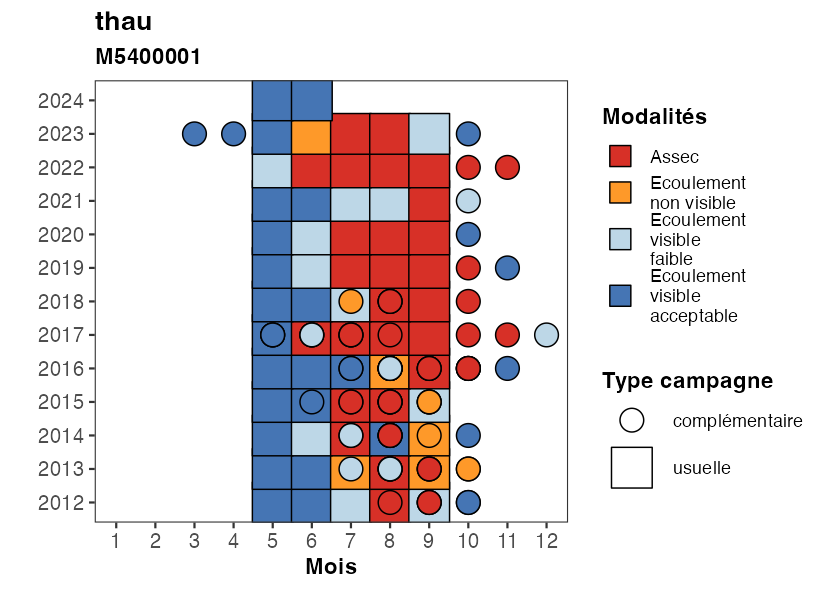 thau
M5400001
2024
2023
2022
2021
2020
2019
2018
2017
2016
2015
2014
2013
2012
1 2 3 4 5 6 7 8 9 10 11 12
Mois
Modalités
Assec
Ecoulement
non visible
Ecoulement
visible
faible
Ecoulement
visible
acceptable
Type campagne
complémentaire
usuelle